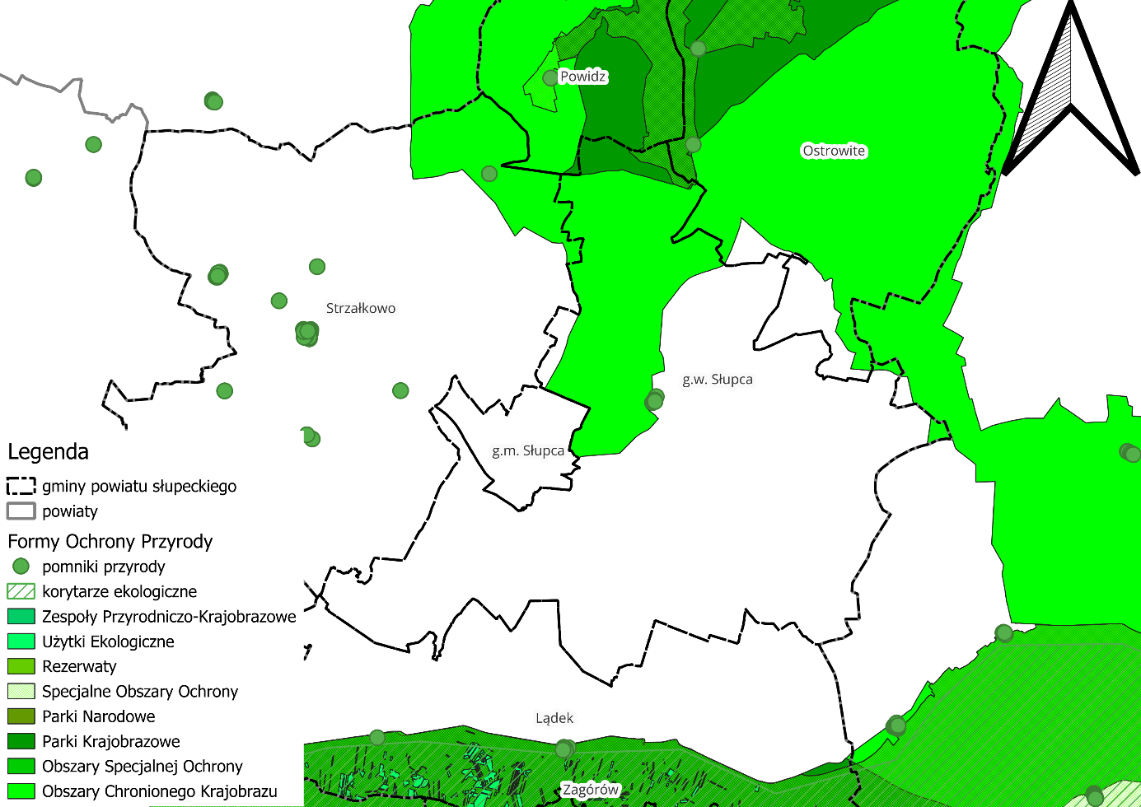 Powidz
Ostrowite
Strzałkowo
g.w. Słupca
g.m. Słupca
Legenda
gminy powiatu słupeckiego
powiaty
Formy Ochrony Przyrody
pomniki przyrody
korytarze ekologiczne
Zespoły Przyrodniczo-Krajobrazowe
Użytki Ekologiczne
Rezerwaty
Specjalne Obszary Ochrony
Parki Narodowe
Parki Krajobrazowe
Obszary Specjalnej Ochrony
Obszary Chronionego Krajobrazu
Lądek
Zagórów